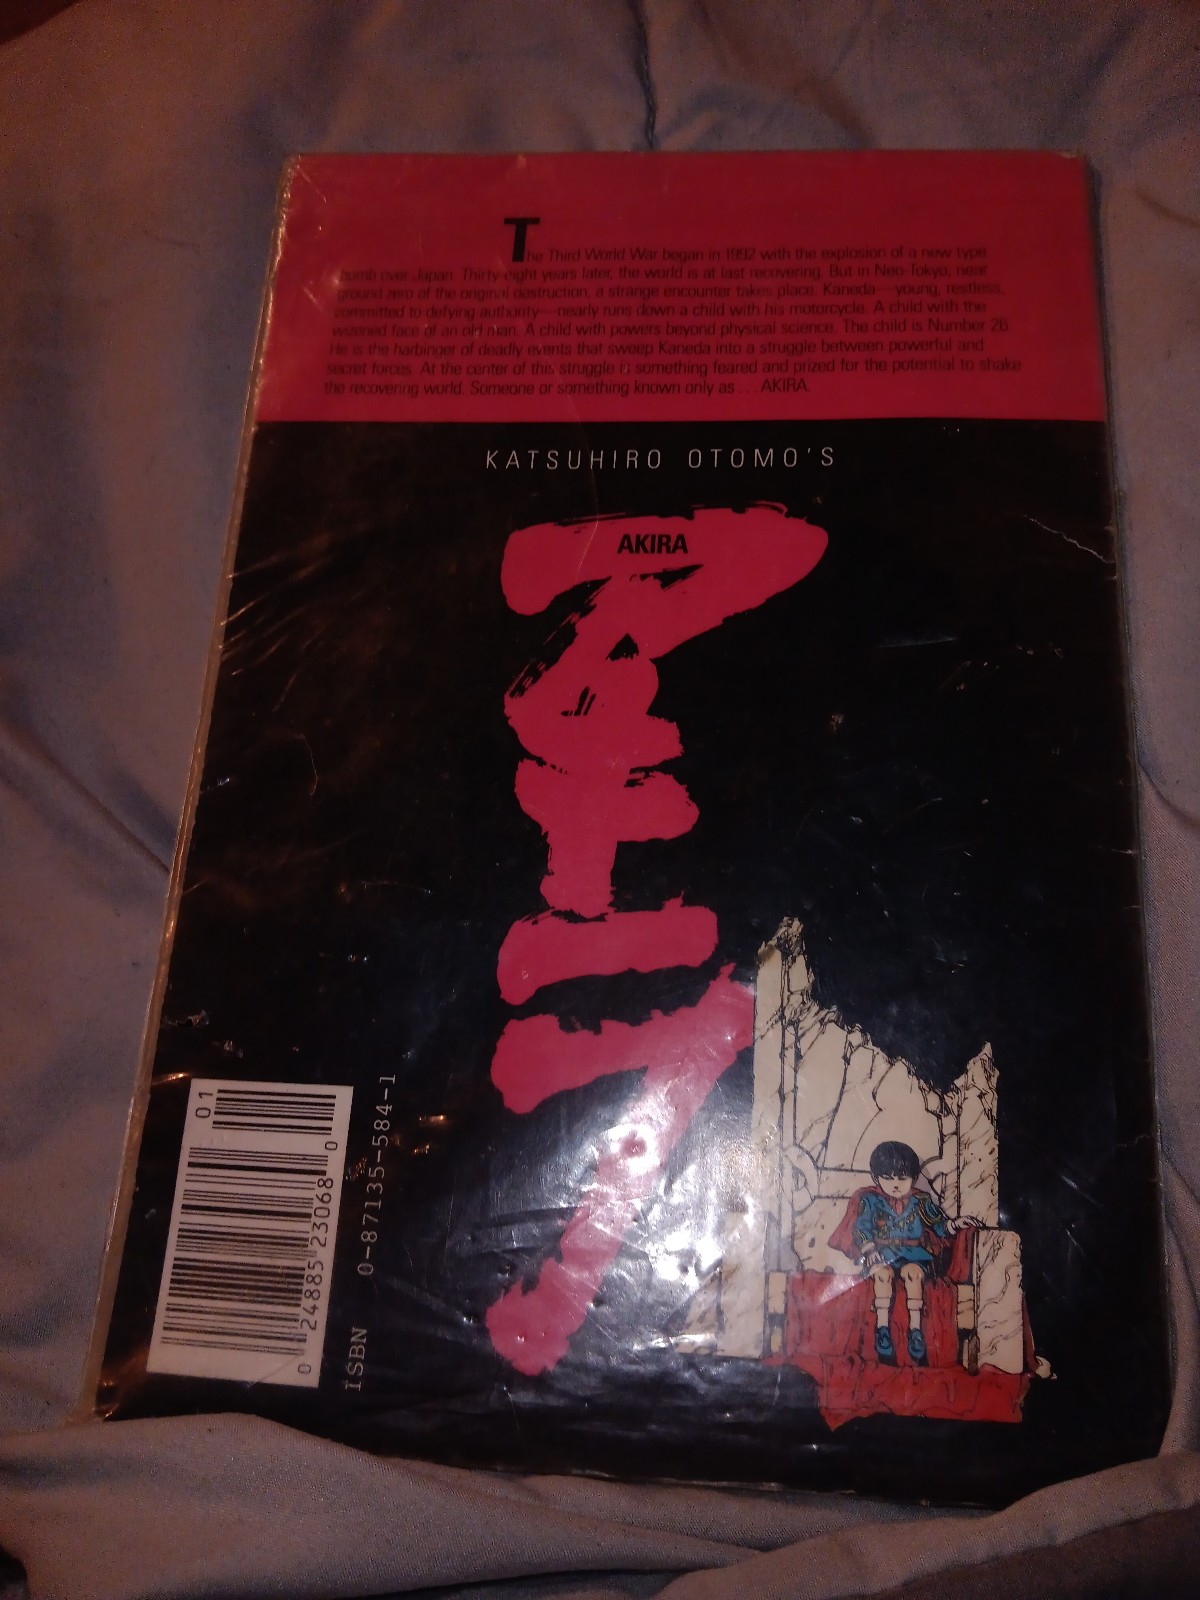 The Third World War began in 1992 with the explosion of a new type
bomb over Japan. Thirty-eight years later, the world is at last recovering. But in Neo-Tokyo, near
ground zero of the original destruction, a strange encounter takes place. Kaneda—young, restless,
committed to defying authority—nearly runs down a child with his motorcycle. A child with the
wizened face of an old man. A child with powers beyond physical science. The child is Number 26.
He is the harbinger of deadly events that sweep Kaneda into a struggle between powerful and
secret forces. At the center of this struggle is something feared and prized for the potential to shake
the recovering world. Someone or something known only as . . . AKIRA.
KATSUHIRO OTOMO'S
AKIRA
アキラ
01
0 24885 23068 0
ISBN 0-87135-584-1